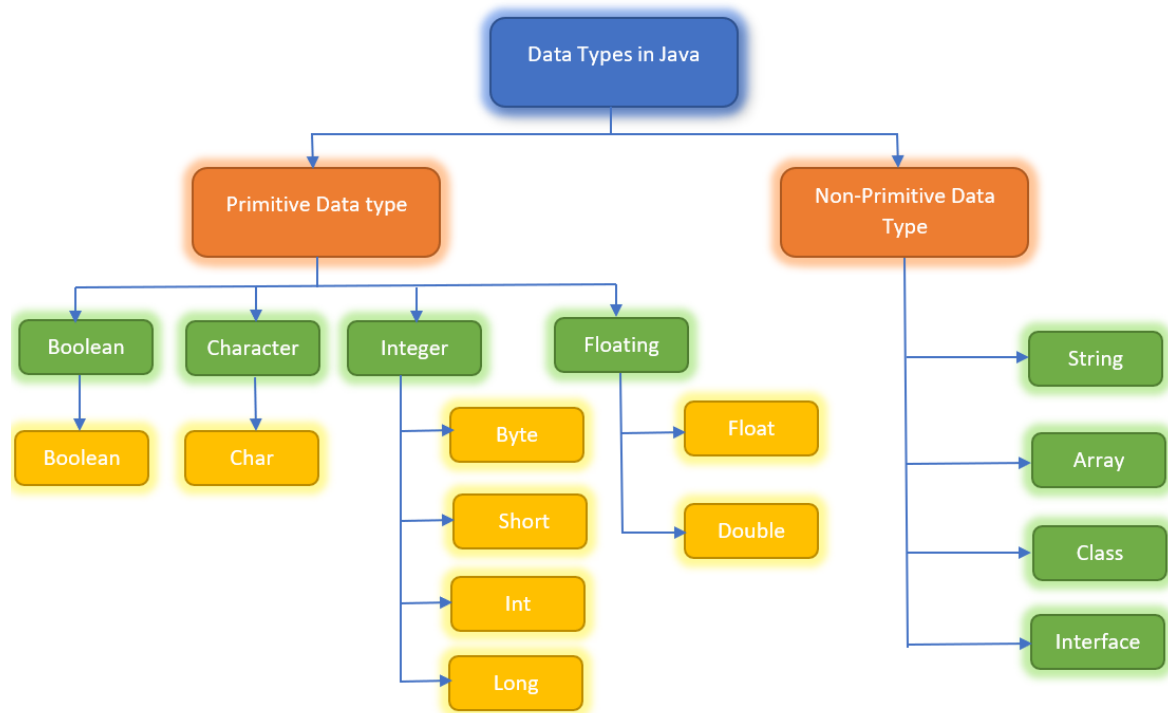 Data Types in Java
Primitive Data type
Non-Primitive Data
Type
Boolean
Character
Integer
Floating
String
Boolean
Char
Byte
Float
Array
Short
Double
Class
Int
Interface
Long